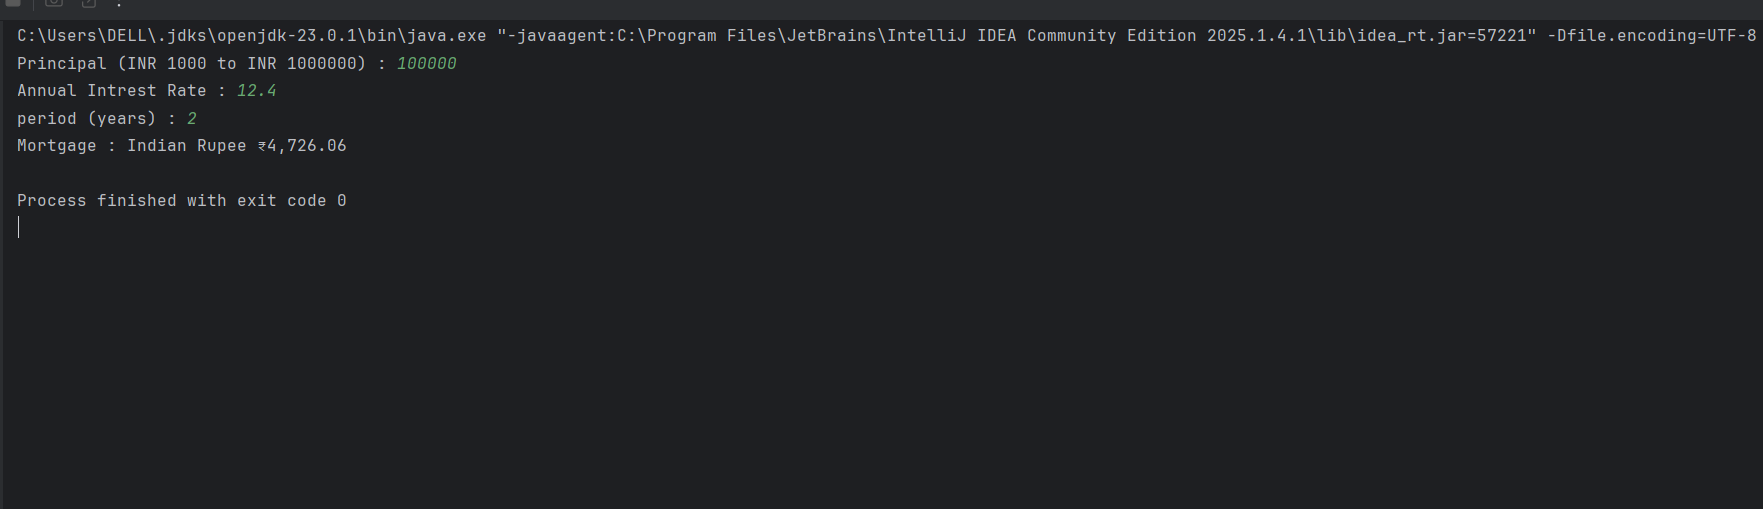 C:\Users\DELL\.jdks\openjdk-23.0.1\bin\java.exe "-javaagent:C:\Program Files\JetBrains\IntelliJ IDEA Community Edition 2025.1.4.1\lib\idea_rt.jar=57221" -Dfile.encoding=UTF-8
Principal (INR 1000 to INR 1000000) : 100000
Annual Intrest Rate : 12.4
period (years) : 2
Mortgage : Indian Rupee ₹4,726.06
Process finished with exit code 0